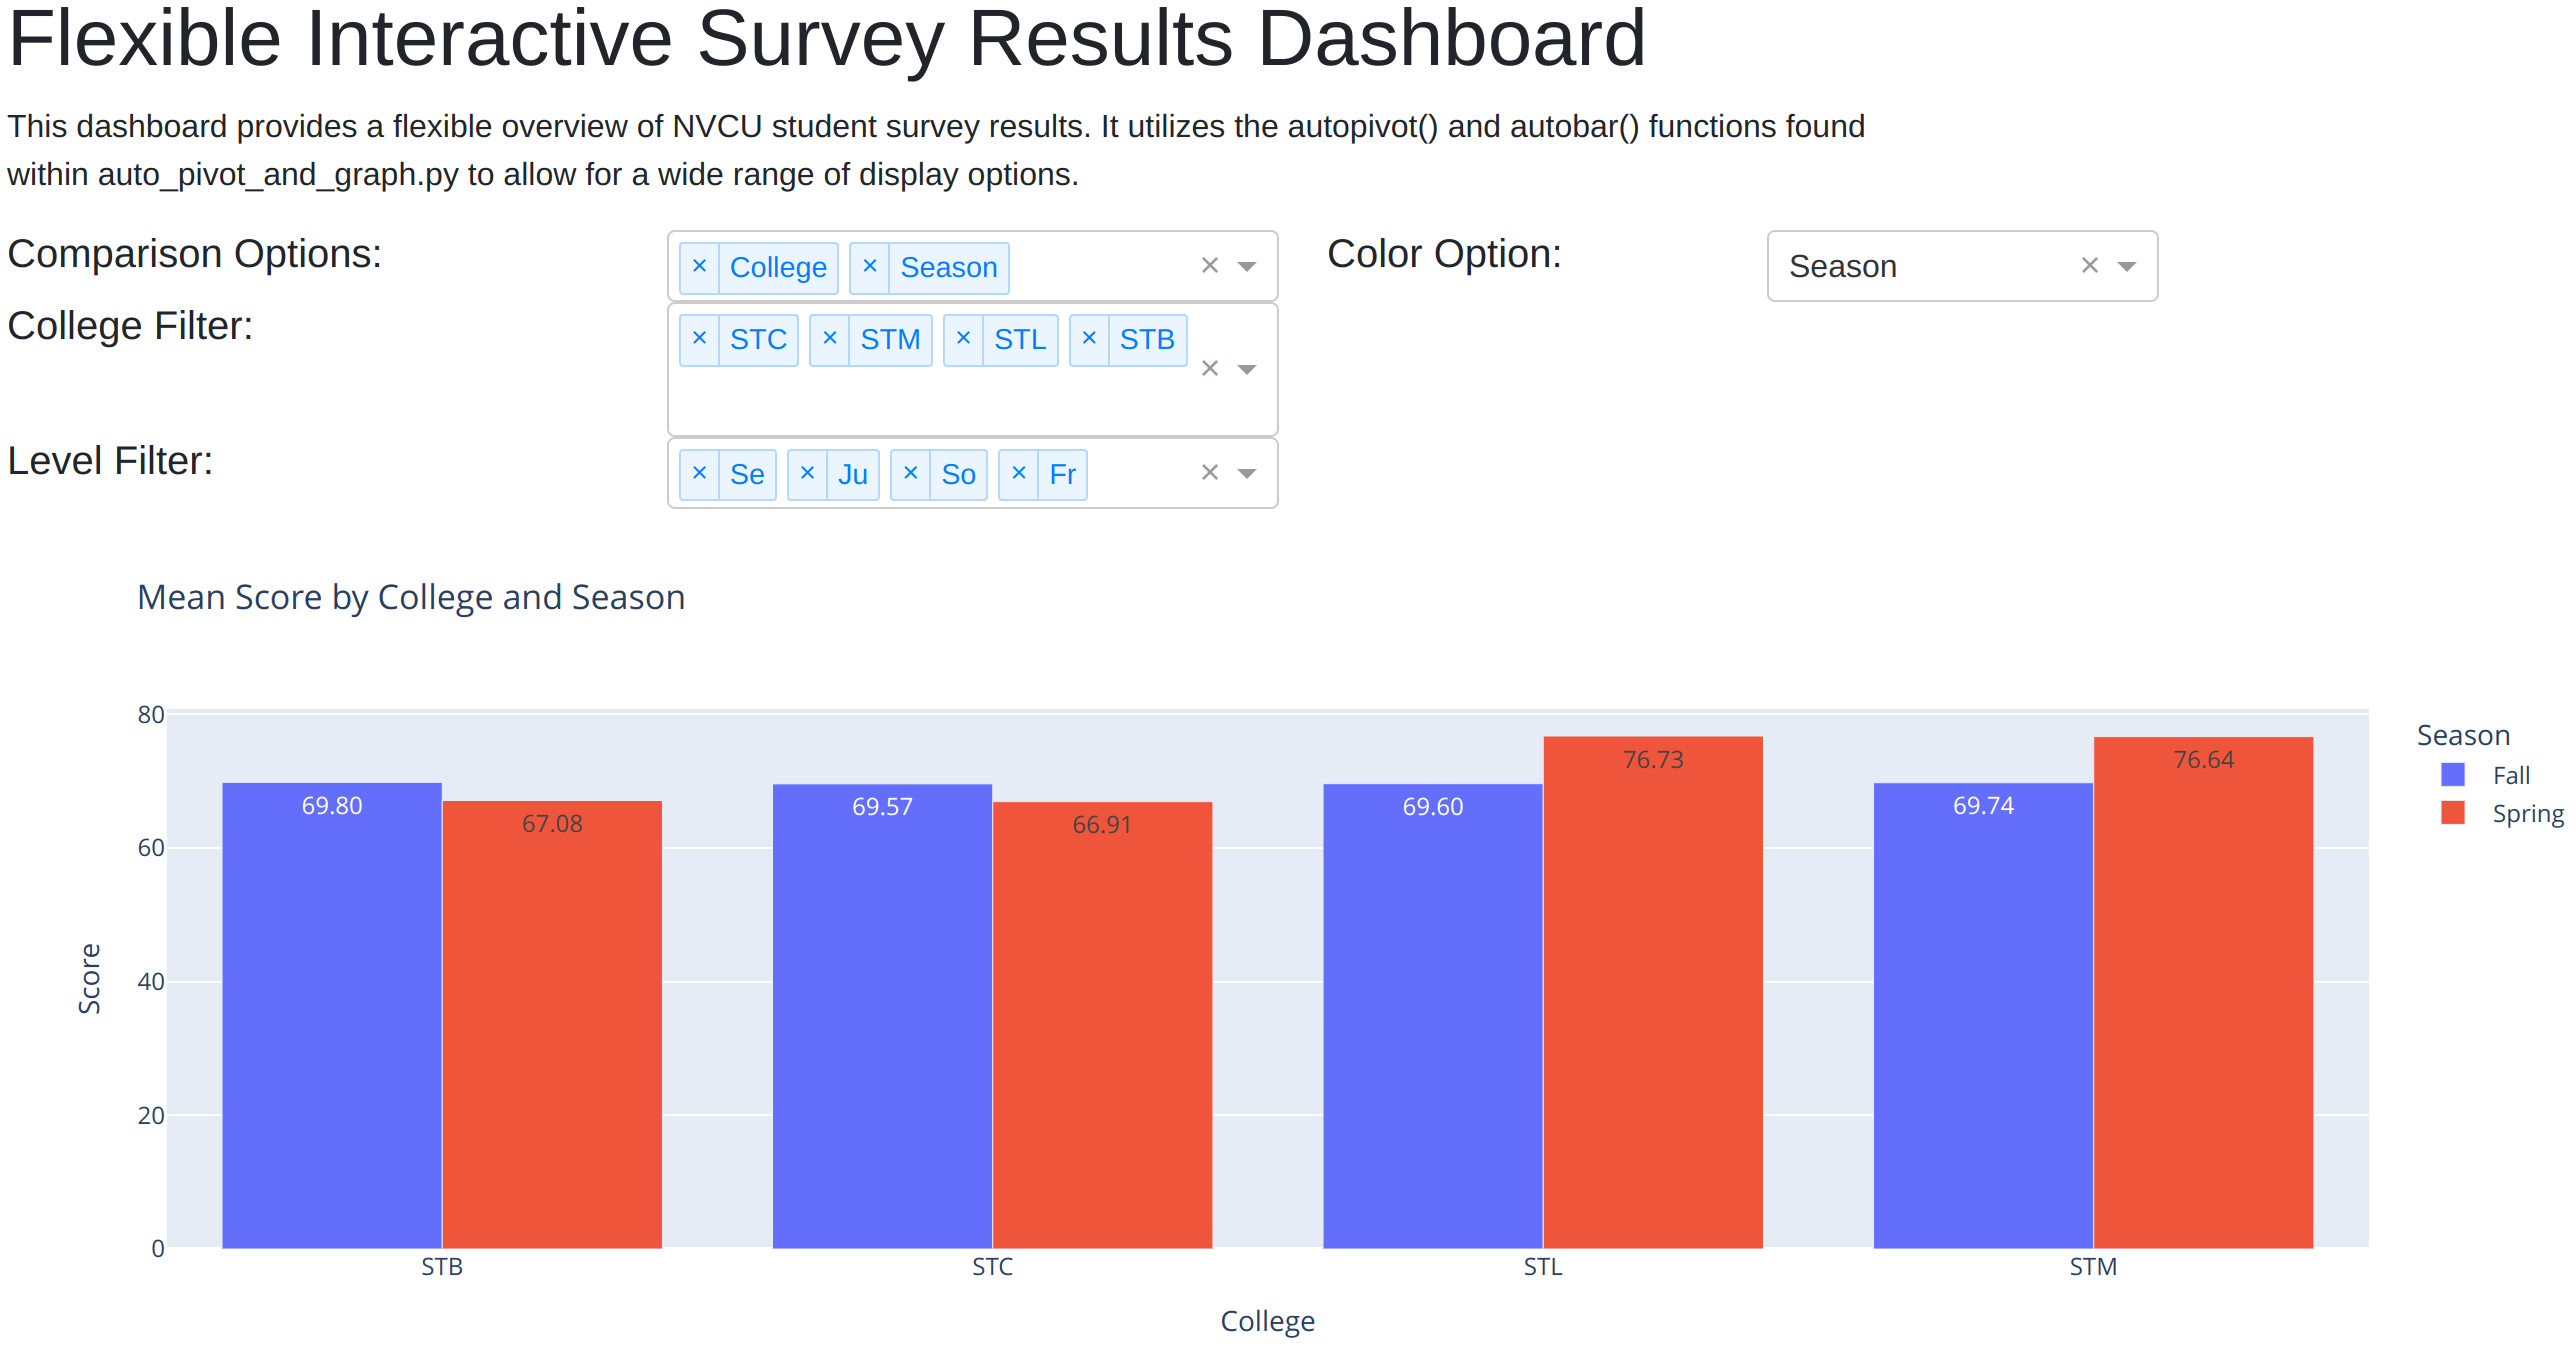 Flexible Interactive Survey Results Dashboard
This dashboard provides a flexible overview of NVCU student survey results. It utilizes the autopivot() and autobar() functions found
within auto_pivot_and_graph.py to allow for a wide range of display options.
Comparison Options:
× College × Season ×
Color Option:
Season ×
College Filter:
× STC × STM × STL × STB ×
Level Filter:
× Se × Ju × So × Fr ×
Mean Score by College and Season
80
60
40
20
0
Score
69.80
67.08
69.57
66.91
69.60
76.73
69.74
76.64
STB
STC
STL
STM
College
Season
Fall
Spring